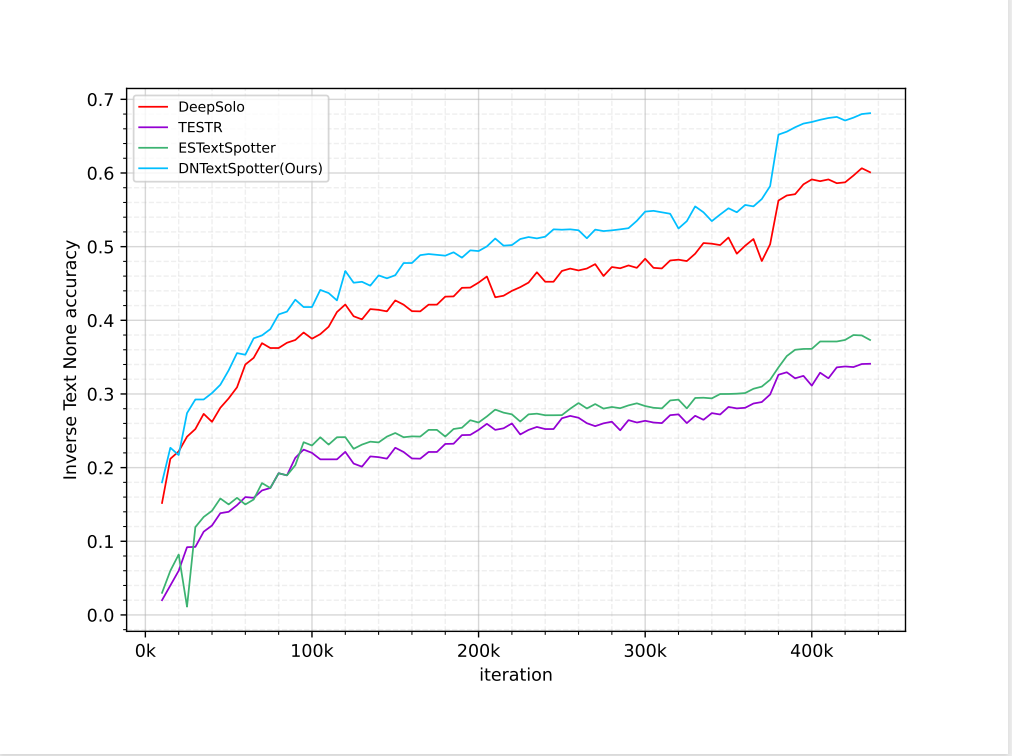 DeepSolo
TESTR
ESTextSpotter
DNTextSpotter(Ours)
Inverse Text None accuracy
0.7
0.6
0.5
0.4
0.3
0.2
0.1
0.0
0k 100k 200k 300k 400k
iteration